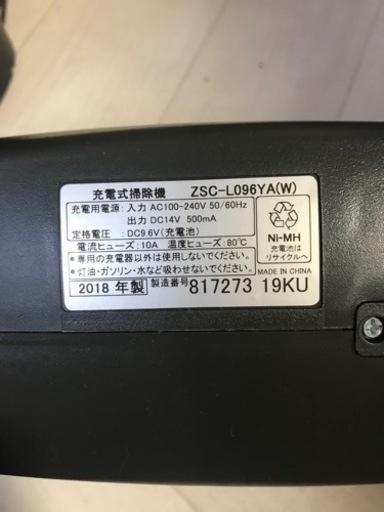 充電式掃除機 ZSC-L096YA(W)
充電用電源：入力 AC100-240V 50/60Hz
出力 DC14V 500mA
定格電圧：DC9.6V(充電池)
電流ヒューズ：10A 温度ヒューズ：80℃
●専用の充電器以外は使用しないでください。
●灯油・ガソリン・水など吸わせないでください。
Ni-MH
充電池は
リサイクルへ
MADE IN CHINA
2018 年製 製造番号 817273 19KU